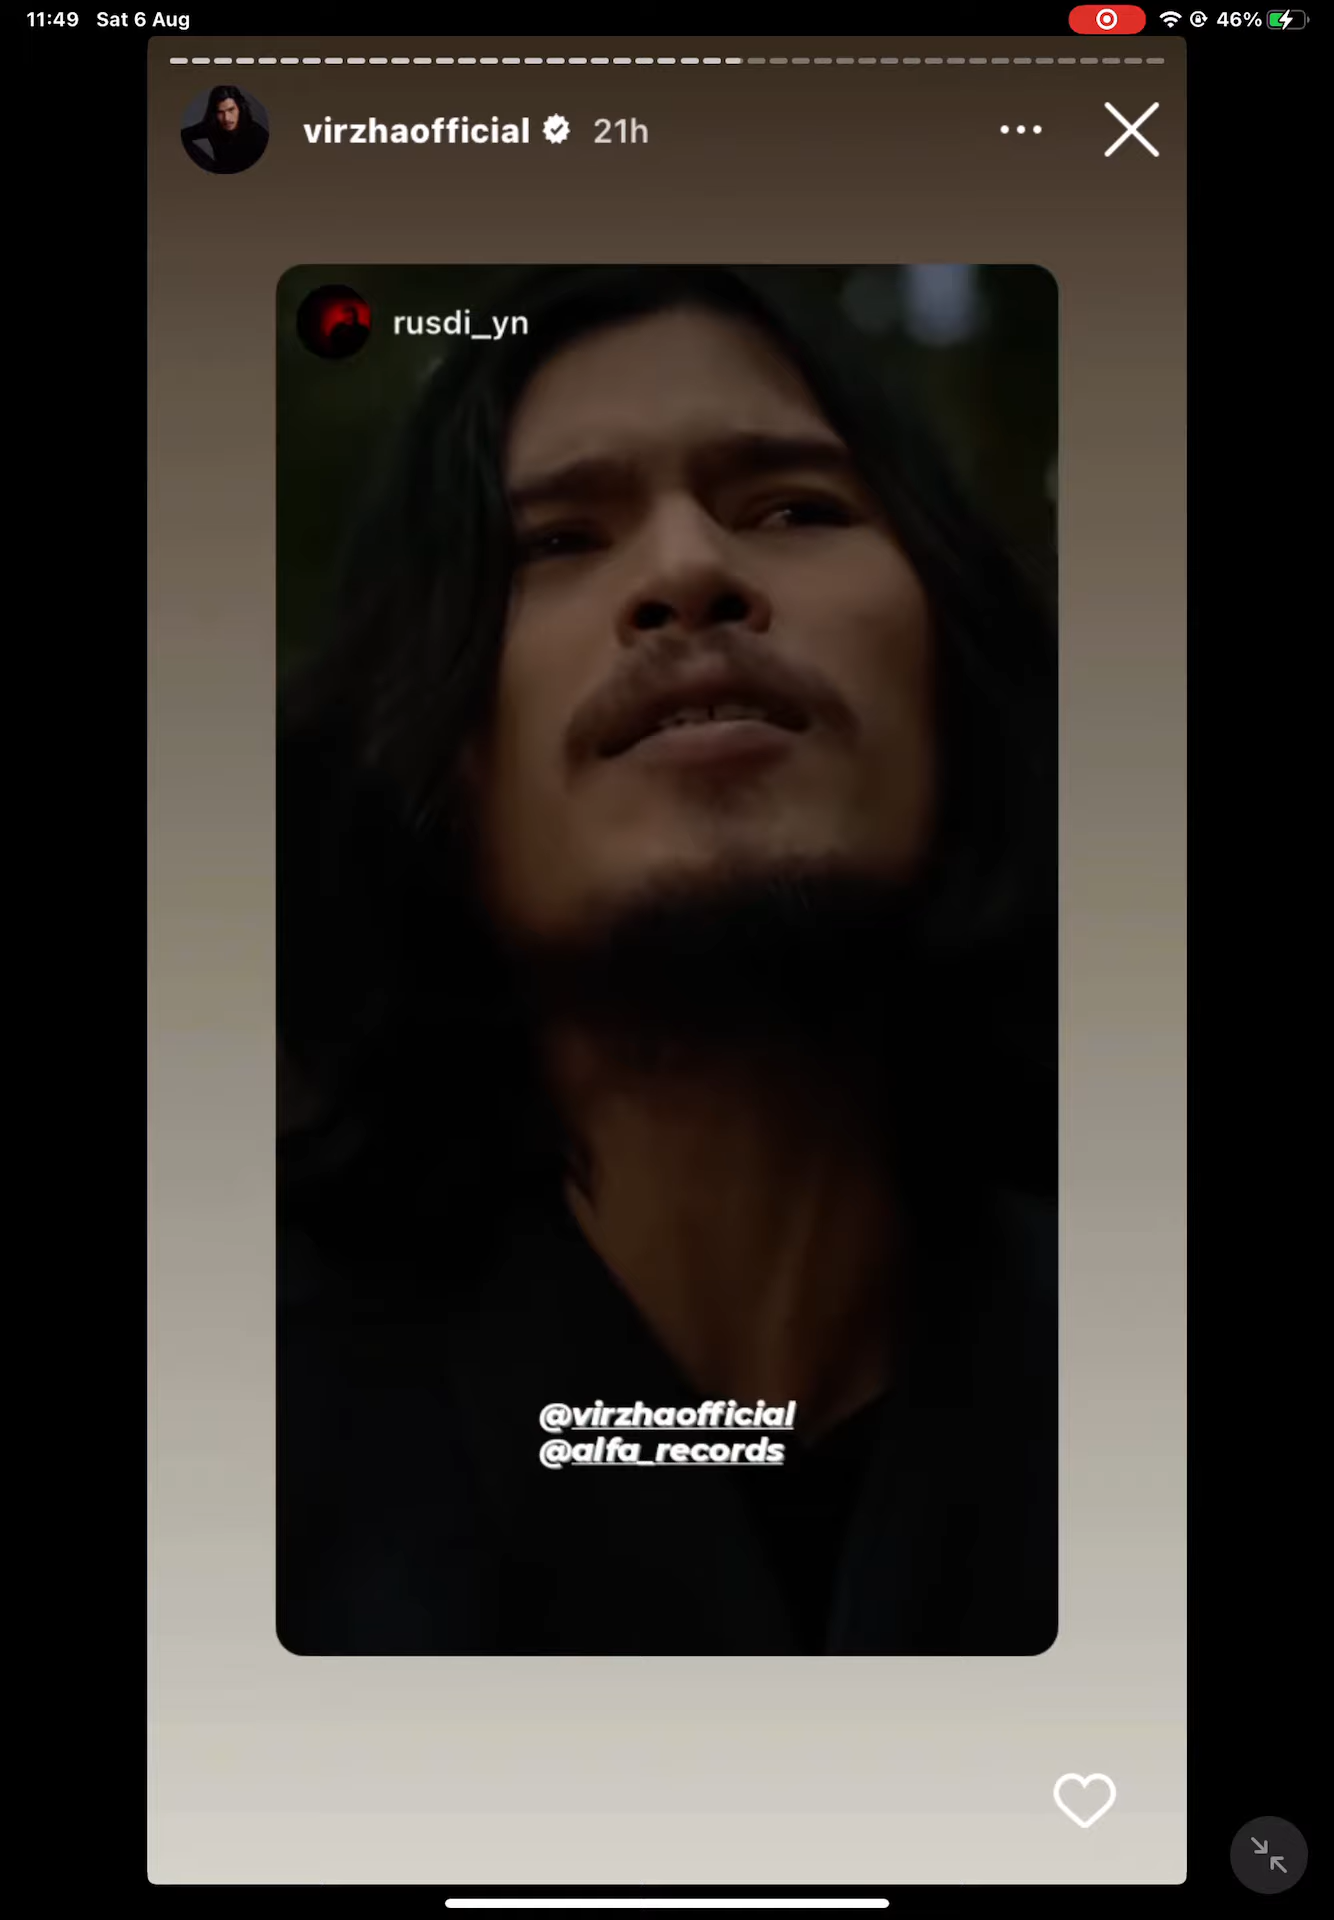 11:49 Sat 6 Aug
46%
virzhaofficial 21h
rusdi_yn
@virzhaofficial
@alfa_records